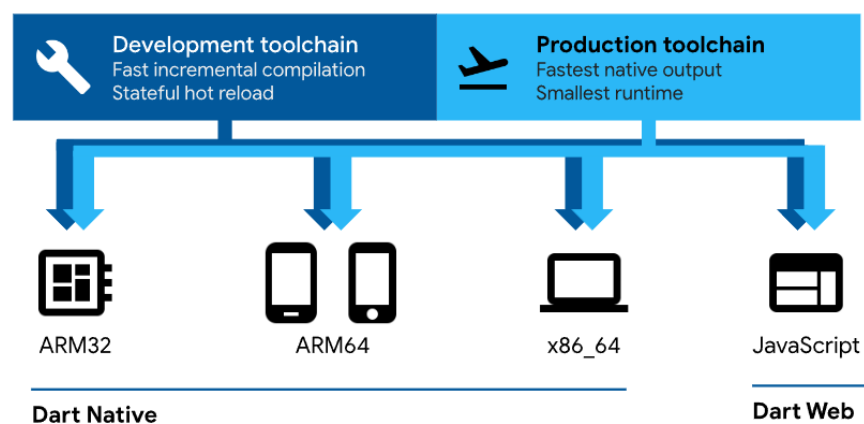 Development toolchain
Fast incremental compilation
Stateful hot reload
Production toolchain
Fastest native output
Smallest runtime
ARM32
ARM64
x86_64
JavaScript
Dart Native
Dart Web